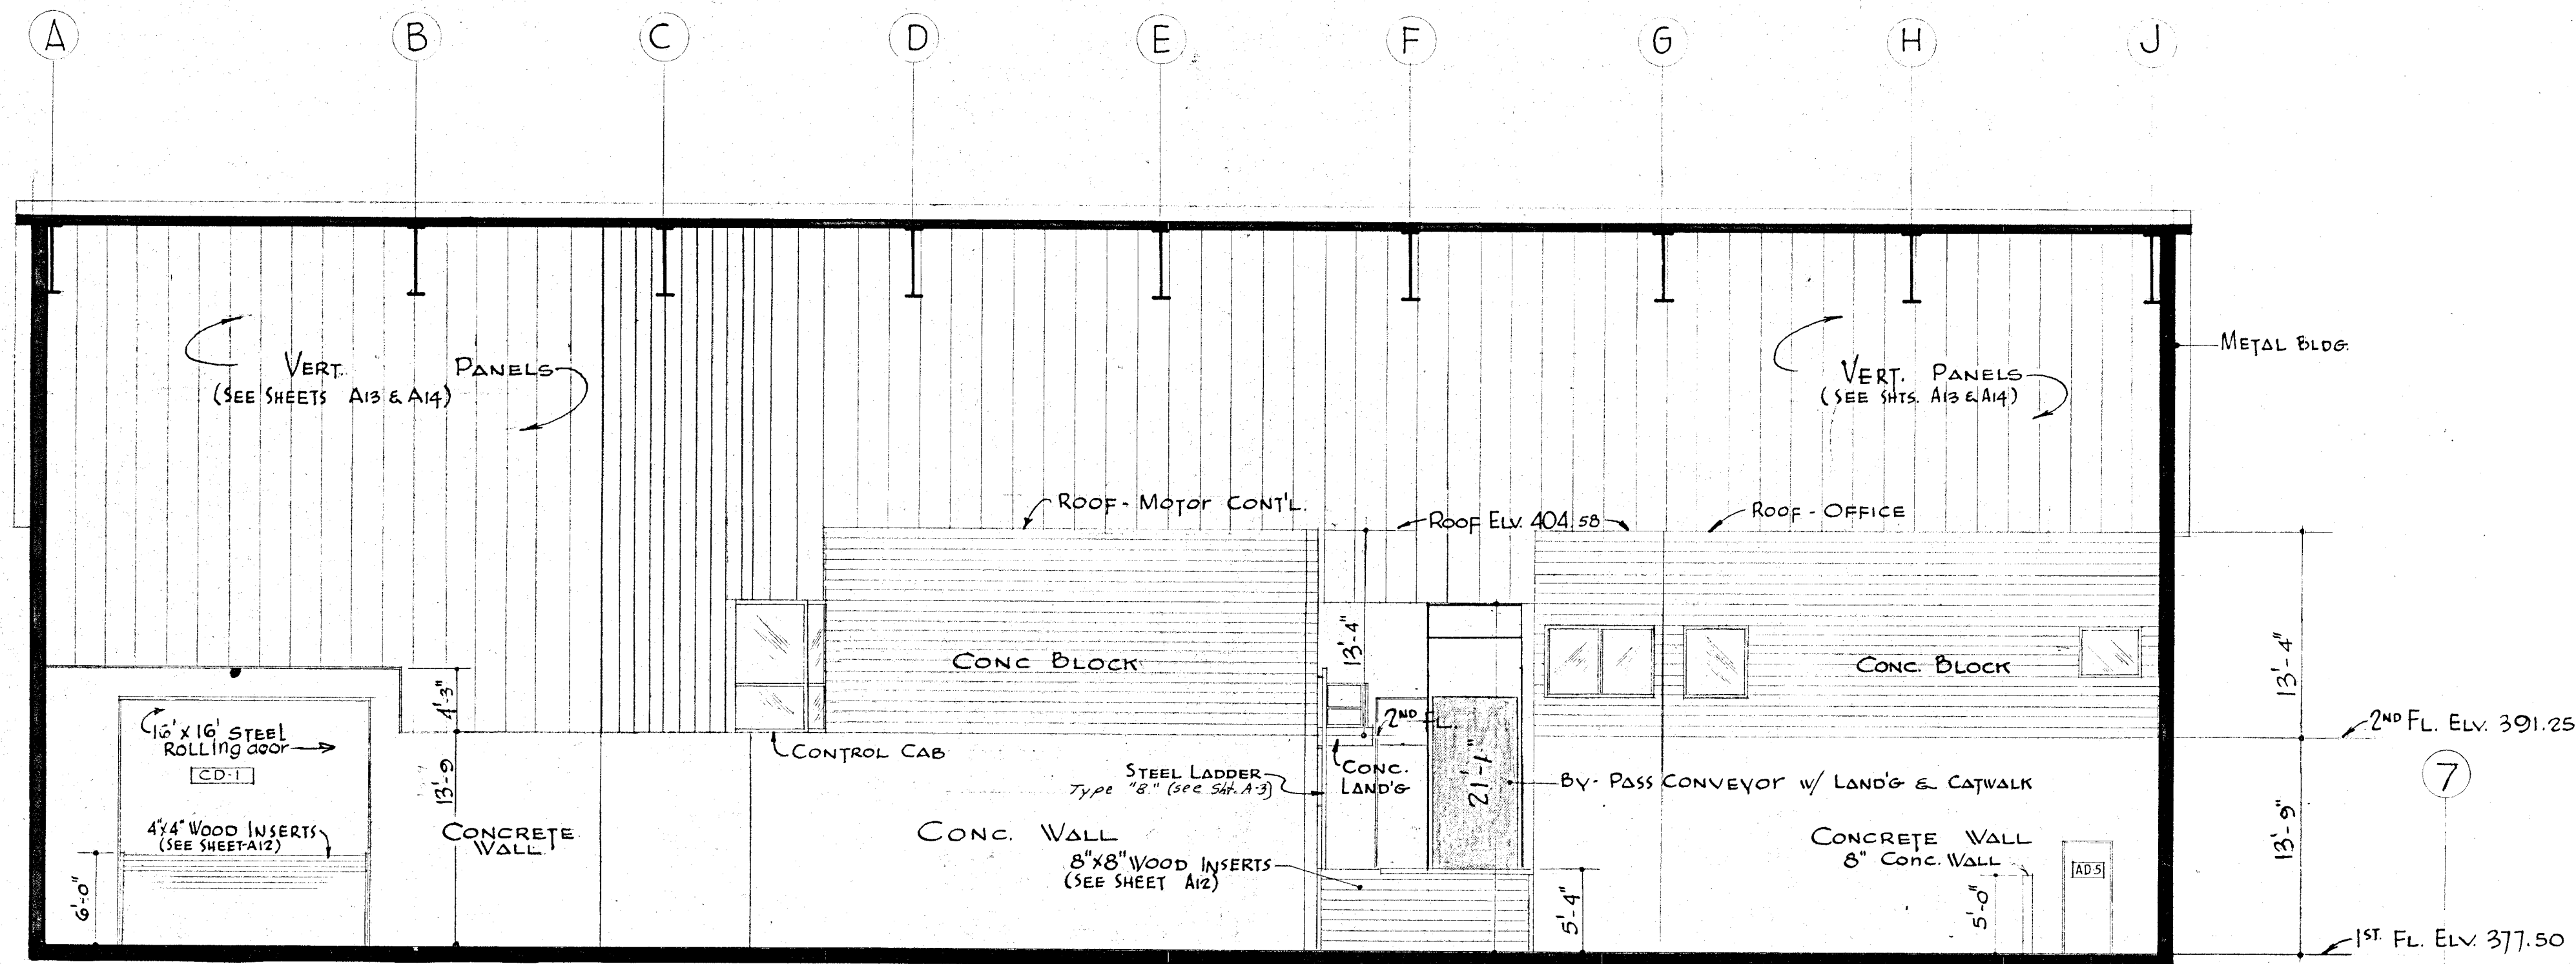 A B C D E F G H J
METAL BLDG.
VERT. PANELS
(SEE SHEETS A13 & A14)
VERT. PANELS
(SEE SHTS. A13 & A14)
ROOF - MOTOR CONT'L.
ROOF ELV. 404.58
ROOF - OFFICE
CONC BLOCK
13'-4"
CONC. BLOCK
13'-4"
4'-3"
16' X 16' STEEL
ROLLING door
CD-1
2ND FL.
2ND FL. ELV. 391.25
CONTROL CAB
STEEL LADDER
Type "B." (see Sht. A-3)
CONC.
LAND'G
21'-1"
BY-PASS CONVEYOR W/ LAND'G & CATWALK
7
13'-9
4"X4" WOOD INSERTS
(SEE SHEET-A12)
CONCRETE
WALL
CONC. WALL
8"X8" WOOD INSERTS
(SEE SHEET A12)
CONCRETE WALL
8" CONC. WALL
AD-5
13'-9"
6'-0"
5'-4"
5'-0"
1ST. FL. ELV. 377.50